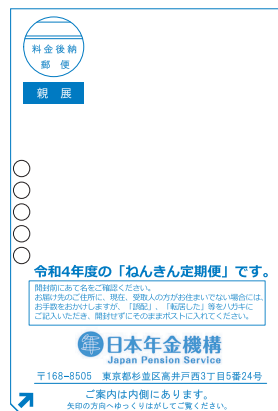 料金後納
郵便
親展
令和4年度の「ねんきん定期便」です。
開封前にあて名をご確認ください。
お届け先のご住所に、現在、受取人の方がお住まいでない場合には、
お手数をおかけしますが、「誤配」、「転居した」等をハガキに
ご記入いただき、開封せずにそのままポストに入れてください。
日本年金機構
Japan Pension Service
〒168-8505 東京都杉並区高井戸西3丁目5番24号
ご案内は内側にあります。
矢印の方向へゆっくりはがしてご覧ください。